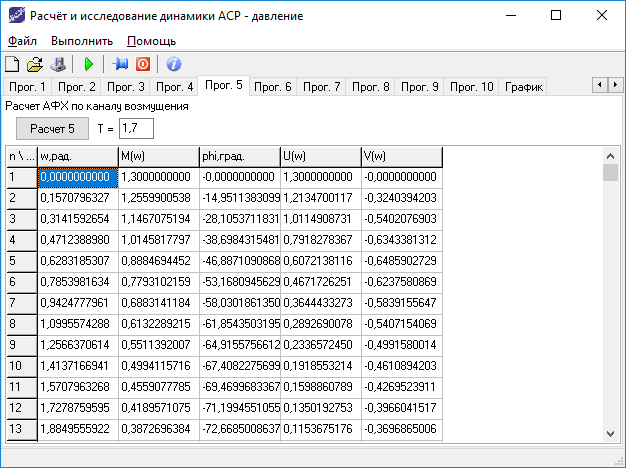 Расчёт и исследование динамики АСР - давление
Файл Выполнить Помощь
Прог. 1 Прог. 2 Прог. 3 Прог. 4 Прог. 5 Прог. 6 Прог. 7 Прог. 8 Прог. 9 Прог. 10 График
Расчет АФХ по каналу возмущения
Расчет 5 T = 1,7
n \ ... w,рад. M(w) phi,град. U(w) V(w)
1 0,0000000000 1,3000000000 -0,0000000000 1,3000000000 -0,0000000000
2 0,1570796327 1,2559900538 -14,9511383099 1,2134700117 -0,3240394203
3 0,3141592654 1,1467075194 -28,1053711831 1,0114908731 -0,5402076903
4 0,4712388980 1,0145817797 -38,6984315481 0,7918278367 -0,6343381312
5 0,6283185307 0,8884694452 -46,8871090868 0,6072138116 -0,6485902729
6 0,7853981634 0,7793102159 -53,1680945629 0,4671726251 -0,6237580869
7 0,9424777961 0,6883141184 -58,0301861350 0,3644433273 -0,5839155647
8 1,0995574288 0,6132289215 -61,8543503195 0,2892690078 -0,5407154069
9 1,2566370614 0,5511392007 -64,9155756612 0,2336572450 -0,4991580014
10 1,4137166941 0,4994115716 -67,4082275699 0,1918553214 -0,4610894203
11 1,5707963268 0,4559077785 -69,4699683367 0,1598860789 -0,4269523911
12 1,7278759595 0,4189571075 -71,1994551055 0,1350192753 -0,3966041517
13 1,8849555922 0,3872696384 -72,6685008637 0,1153675176 -0,3696865006